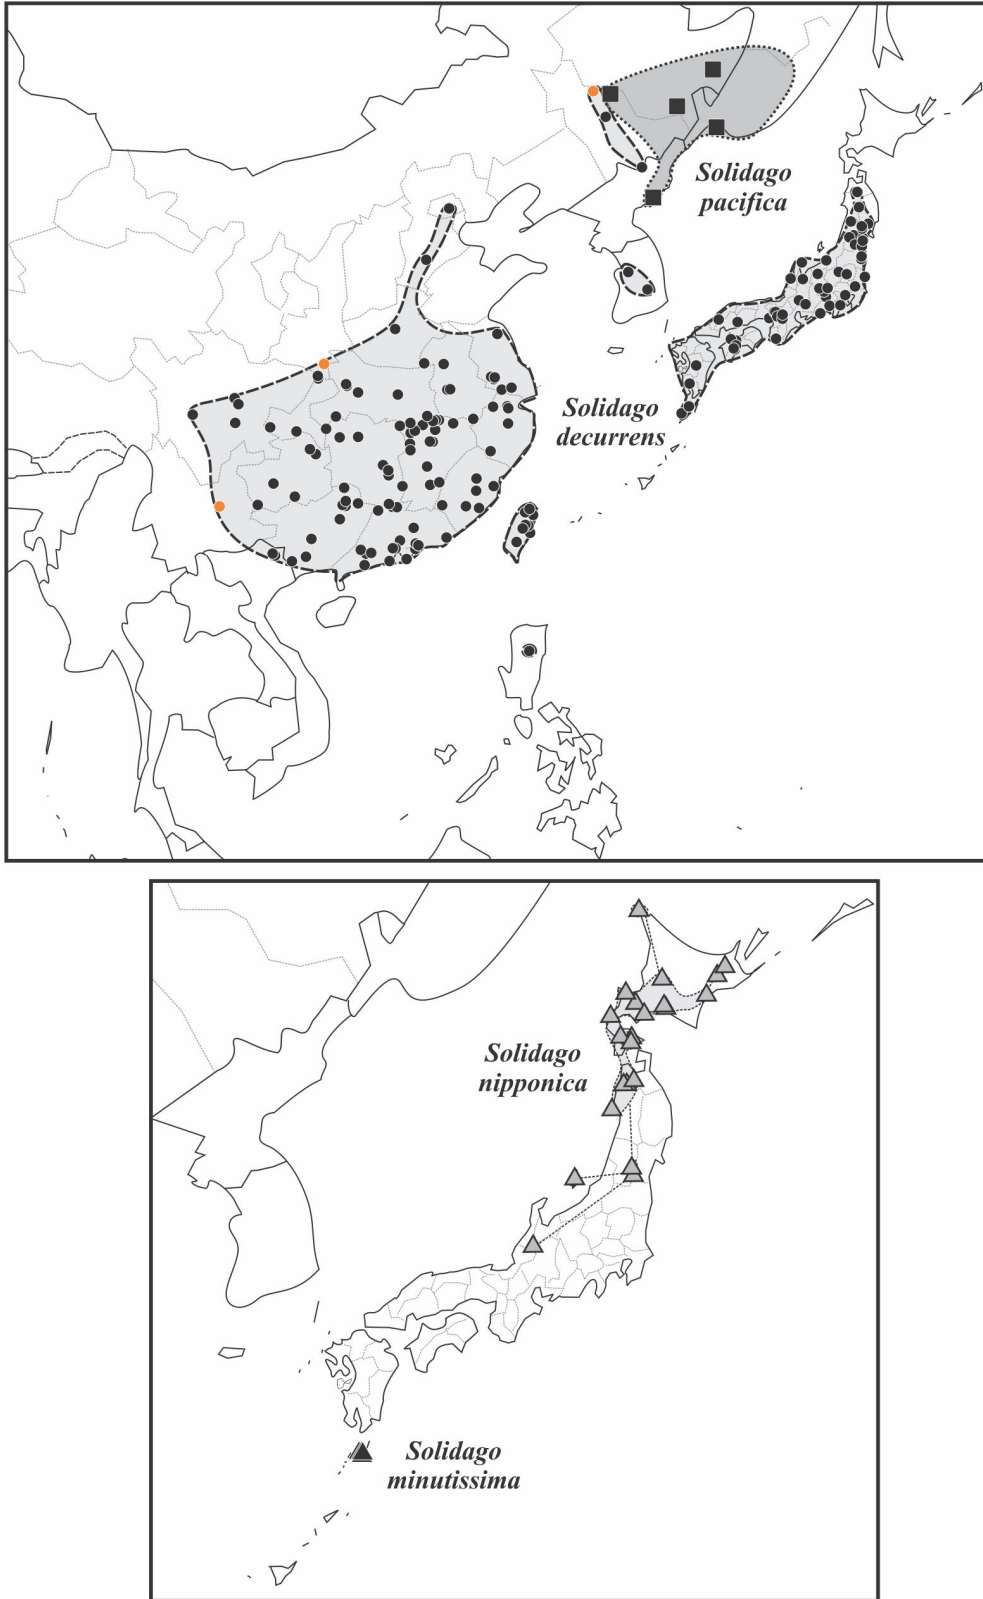 Solidago
pacifica
Solidago
decurrens
Solidago
nipponica
Solidago
minutissima